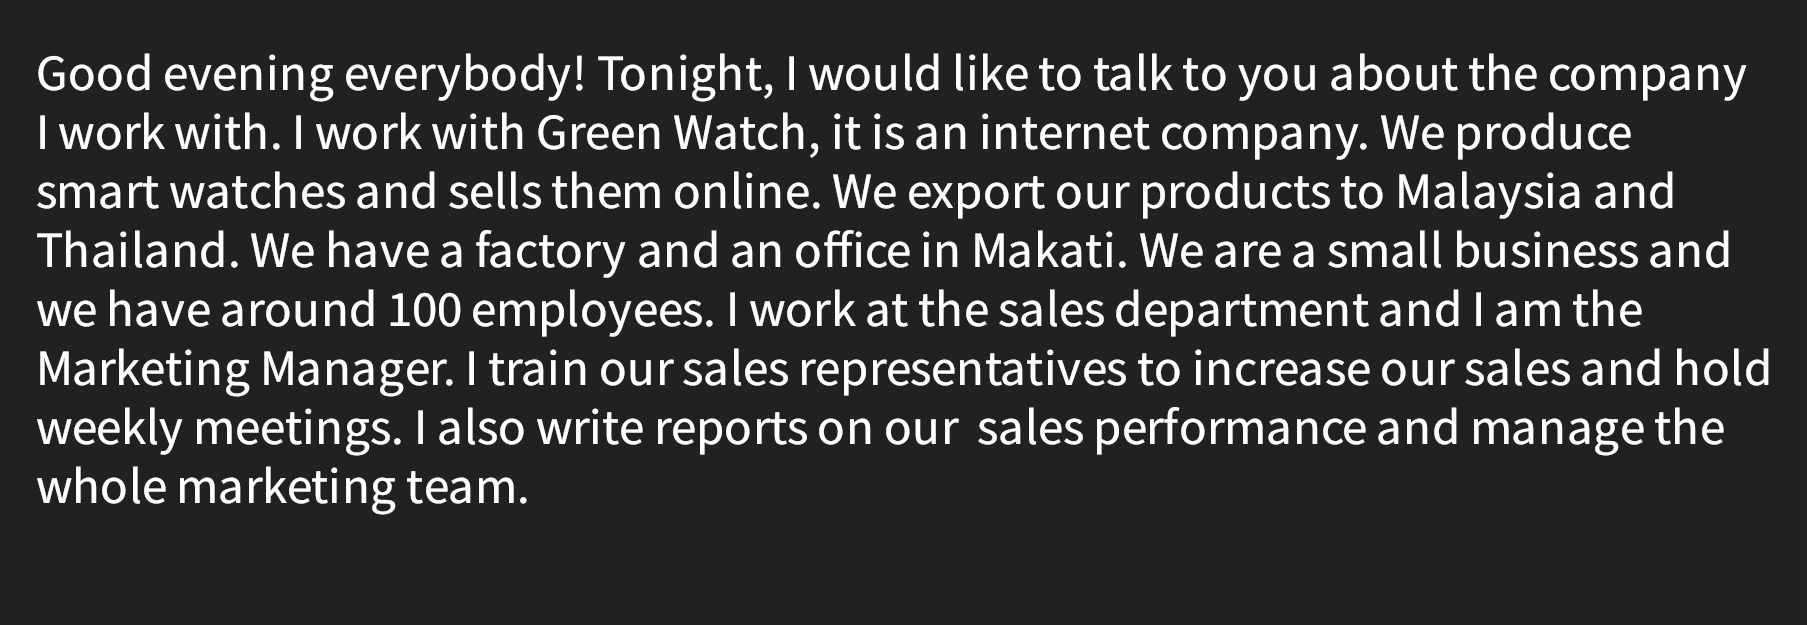 Good evening everybody! Tonight, I would like to talk to you about the company
I work with. I work with Green Watch, it is an internet company. We produce
smart watches and sells them online. We export our products to Malaysia and
Thailand. We have a factory and an office in Makati. We are a small business and
we have around 100 employees. I work at the sales department and I am the
Marketing Manager. I train our sales representatives to increase our sales and hold
weekly meetings. I also write reports on our  sales performance and manage the
whole marketing team.